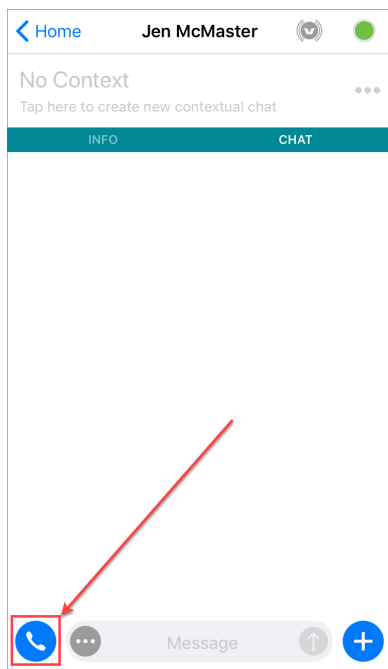 Home
Jen McMaster
No Context
Tap here to create new contextual chat
INFO
CHAT
Message